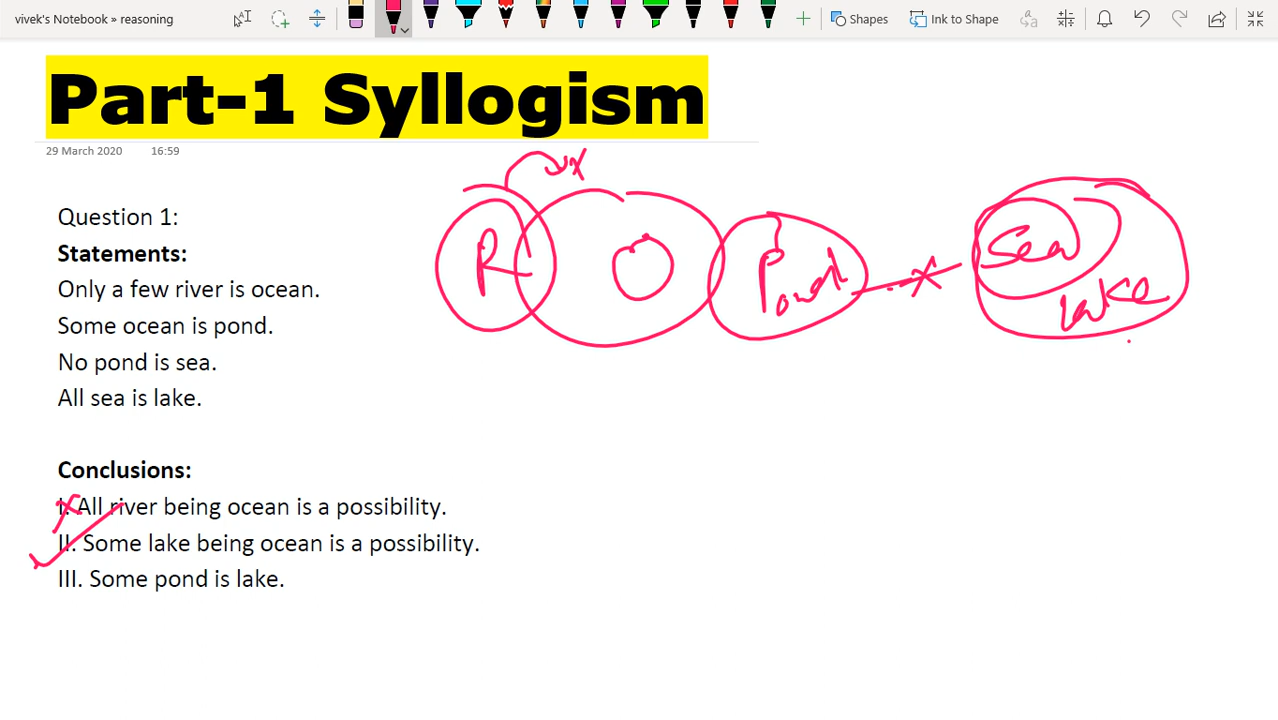 vivek's Notebook » reasoning
Shapes
Ink to Shape
Part-1 Syllogism
29 March 2020 16:59
Question 1:
Statements:
Only a few river is ocean.
Some ocean is pond.
No pond is sea.
All sea is lake.
R O Pond Sea
lake
Conclusions:
I. All river being ocean is a possibility.
II. Some lake being ocean is a possibility.
III. Some pond is lake.